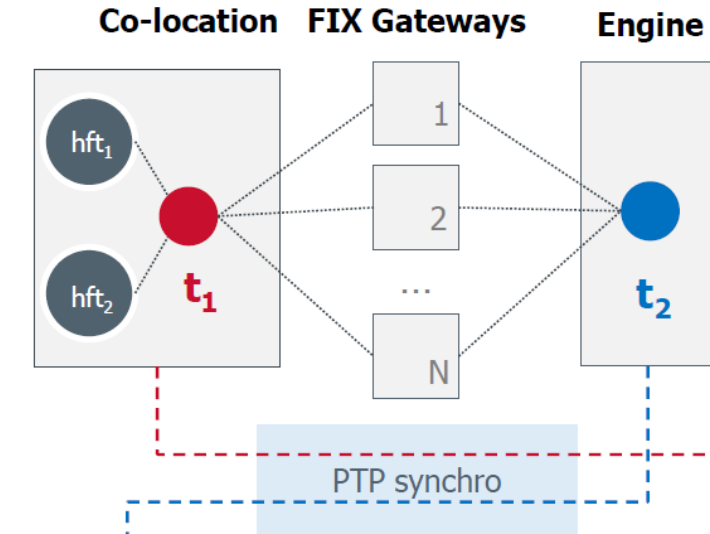 Co-location FIX Gateways Engine
hft₁
1
2
hft₂
t₁
...
t₂
N
PTP synchro